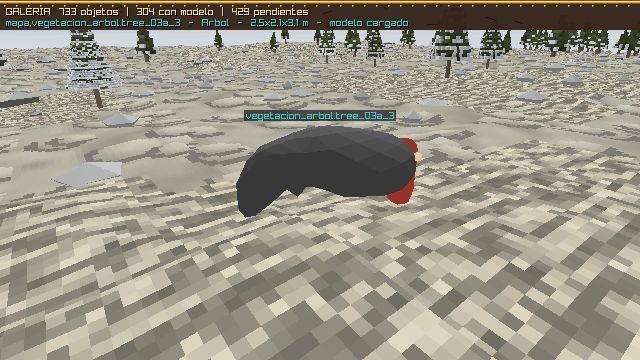 GALERIA 733 objetos | 304 con modelo | 429 pendientes
mapa.vegetacion_arbol.tree_03a_3 - Arbol - 2.5x2.1x3.1 m - modelo cargado
vegetacion_arbol.tree_03a_3